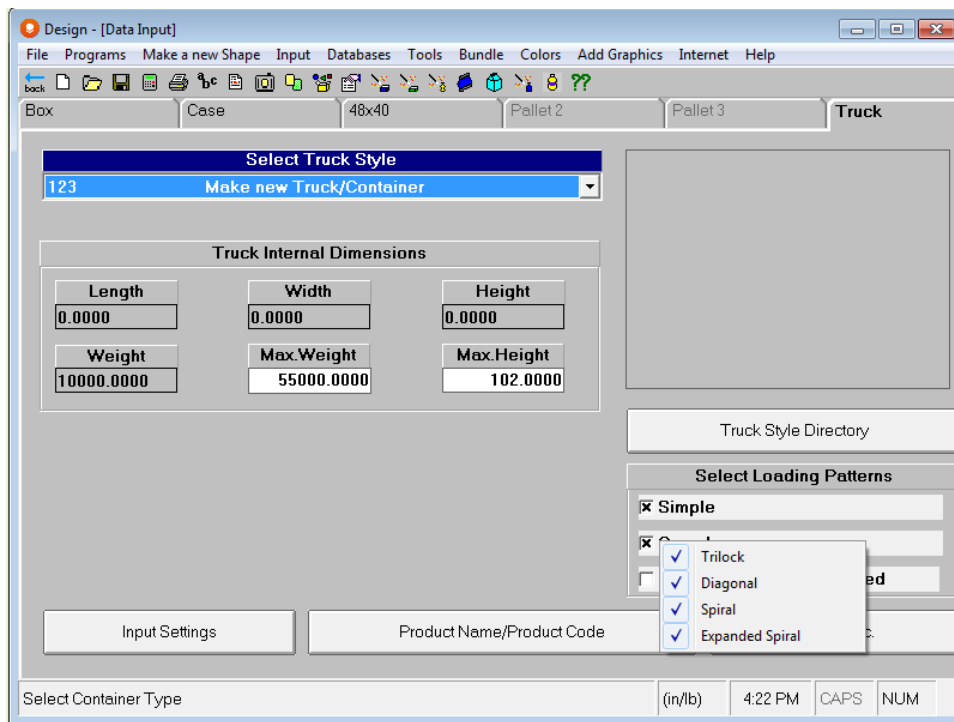 Design - [Data Input]
File Programs Make a new Shape Input Databases Tools Bundle Colors Add Graphics Internet Help
back bc ??
Box Case 48x40 Pallet 2 Pallet 3 Truck
Select Truck Style
123 Make new Truck/Container
Truck Internal Dimensions
Length Width Height
0.0000 0.0000 0.0000
Weight Max.Weight Max.Height
10000.0000 55000.0000 102.0000
Truck Style Directory
Select Loading Patterns
Simple
Trilock
Diagonal ed
Spiral
Expanded Spiral c.
Input Settings Product Name/Product Code
Select Container Type (in/lb) 4:22 PM CAPS NUM